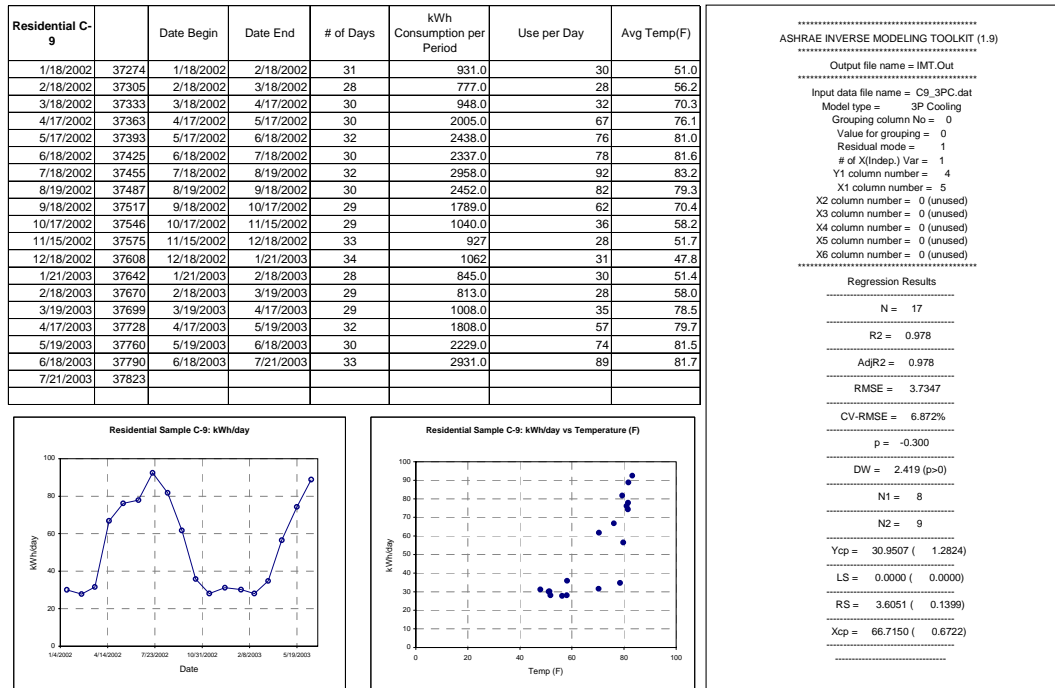 Residential C-9 Date Begin Date End # of Days kWh Consumption per Period Use per Day Avg Temp(F)
1/18/2002 37274 1/18/2002 2/18/2002 31 931.0 30 51.0
2/18/2002 37305 2/18/2002 3/18/2002 28 777.0 28 56.2
3/18/2002 37333 3/18/2002 4/17/2002 30 948.0 32 70.3
4/17/2002 37363 4/17/2002 5/17/2002 30 2005.0 67 76.1
5/17/2002 37393 5/17/2002 6/18/2002 32 2438.0 76 81.0
6/18/2002 37425 6/18/2002 7/18/2002 30 2337.0 78 81.6
7/18/2002 37455 7/18/2002 8/19/2002 32 2958.0 92 83.2
8/19/2002 37487 8/19/2002 9/18/2002 30 2452.0 82 79.3
9/18/2002 37517 9/18/2002 10/17/2002 29 1789.0 62 70.4
10/17/2002 37546 10/17/2002 11/15/2002 29 1040.0 36 58.2
11/15/2002 37575 11/15/2002 12/18/2002 33 927 28 51.7
12/18/2002 37608 12/18/2002 1/21/2003 34 1062 31 47.8
1/21/2003 37642 1/21/2003 2/18/2003 28 845.0 30 51.4
2/18/2003 37670 2/18/2003 3/19/2003 29 813.0 28 58.0
3/19/2003 37699 3/19/2003 4/17/2003 29 1008.0 35 78.5
4/17/2003 37728 4/17/2003 5/19/2003 32 1808.0 57 79.7
5/19/2003 37760 5/19/2003 6/18/2003 30 2229.0 74 81.5
6/18/2003 37790 6/18/2003 7/21/2003 33 2931.0 89 81.7
7/21/2003 37823
Residential Sample C-9: kWh/day
100
80
60
40
20
0
kWh/day
1/4/2002 4/14/2002 7/23/2002 10/31/2002 2/8/2003 5/19/2003
Date
Residential Sample C-9: kWh/day vs Temperature (F)
100
90
80
70
60
50
40
30
20
10
0
kWh/day
0 20 40 60 80 100
Temp (F)
*******************************************
ASHRAE INVERSE MODELING TOOLKIT (1.9)
*******************************************
Output file name = IMT.Out
*******************************************
Input data file name = C9_3PC.dat
Model type = 3P Cooling
Grouping column No = 0
Value for grouping = 0
Residual mode = 1
# of X(Indep.) Var = 1
Y1 column number = 4
X1 column number = 5
X2 column number = 0 (unused)
X3 column number = 0 (unused)
X4 column number = 0 (unused)
X5 column number = 0 (unused)
X6 column number = 0 (unused)
*******************************************
Regression Results
--------------------------------------
N = 17
--------------------------------------
R2 = 0.978
--------------------------------------
AdjR2 = 0.978
--------------------------------------
RMSE = 3.7347
--------------------------------------
CV-RMSE = 6.872%
--------------------------------------
p = -0.300
--------------------------------------
DW = 2.419 (p>0)
--------------------------------------
N1 = 8
--------------------------------------
N2 = 9
--------------------------------------
Ycp = 30.9507 ( 1.2824)
--------------------------------------
LS = 0.0000 ( 0.0000)
--------------------------------------
RS = 3.6051 ( 0.1399)
--------------------------------------
Xcp = 66.7150 ( 0.6722)
--------------------------------------
---------------------------------